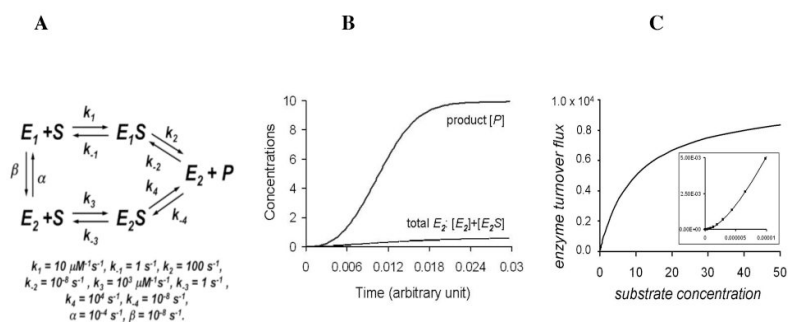 A
B
C
E₁ +S
k₁
k₋₁
E₁S
k₂
k₋₂
β
α
E₂ + P
E₂ +S
k₃
k₋₃
E₂S
k₄
k₋₄
k₁ = 10 μM⁻¹s⁻¹, k₋₁ = 1 s⁻¹, k₂ = 100 s⁻¹,
k₋₂ = 10⁻⁸ s⁻¹, k₃ = 10³ μM⁻¹s⁻¹, k₋₃ = 1 s⁻¹ ,
k₄ = 10⁴ s⁻¹, k₋₄ = 10⁻⁸ s⁻¹,
α = 10⁻⁴ s⁻¹, β = 10⁻⁸ s⁻¹.
Concentrations
10
8
6
4
2
0
product [P]
total E₂: [E₂]+[E₂S]
0
0.006
0.012
0.018
0.024
0.03
Time (arbitrary unit)
enzyme turnover flux
1.0 x 10⁴
0.8
0.6
0.4
0.2
0
5.00E-03
2.50E-03
0.00E+00
0
0.000005
0.00001
0
10
20
30
40
50
substrate concentration